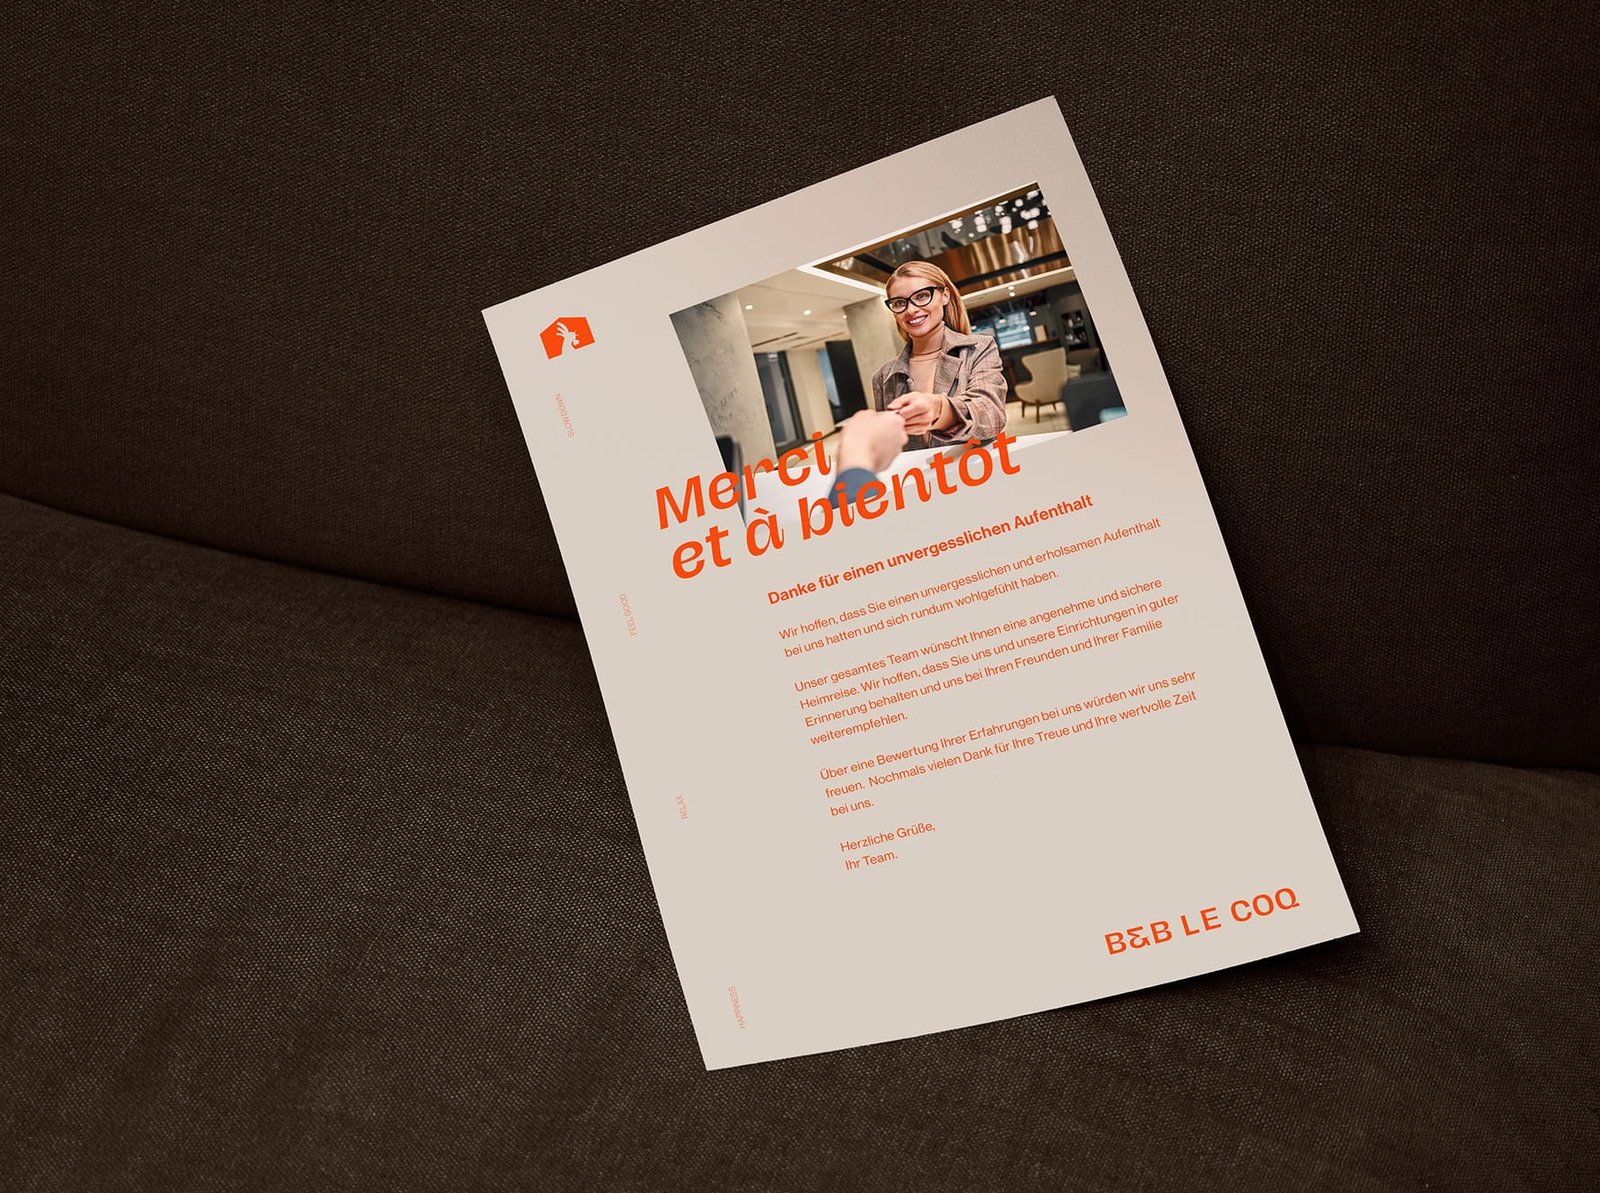 SLOW DOWN
FEEL GOOD
RELAX
HAPPINESS
Merci
et à bientôt
Danke für einen unvergesslichen Aufenthalt
Wir hoffen, dass Sie einen unvergesslichen und erholsamen Aufenthalt
bei uns hatten und sich rundum wohlgefühlt haben.
Unser gesamtes Team wünscht Ihnen eine angenehme und sichere
Heimreise. Wir hoffen, dass Sie uns und unsere Einrichtungen in guter
Erinnerung behalten und uns bei Ihren Freunden und Ihrer Familie
weiterempfehlen.
Über eine Bewertung Ihrer Erfahrungen bei uns würden wir uns sehr
freuen. Nochmals vielen Dank für Ihre Treue und Ihre wertvolle Zeit
bei uns.
Herzliche Grüße,
Ihr Team.
B&B LE COQ